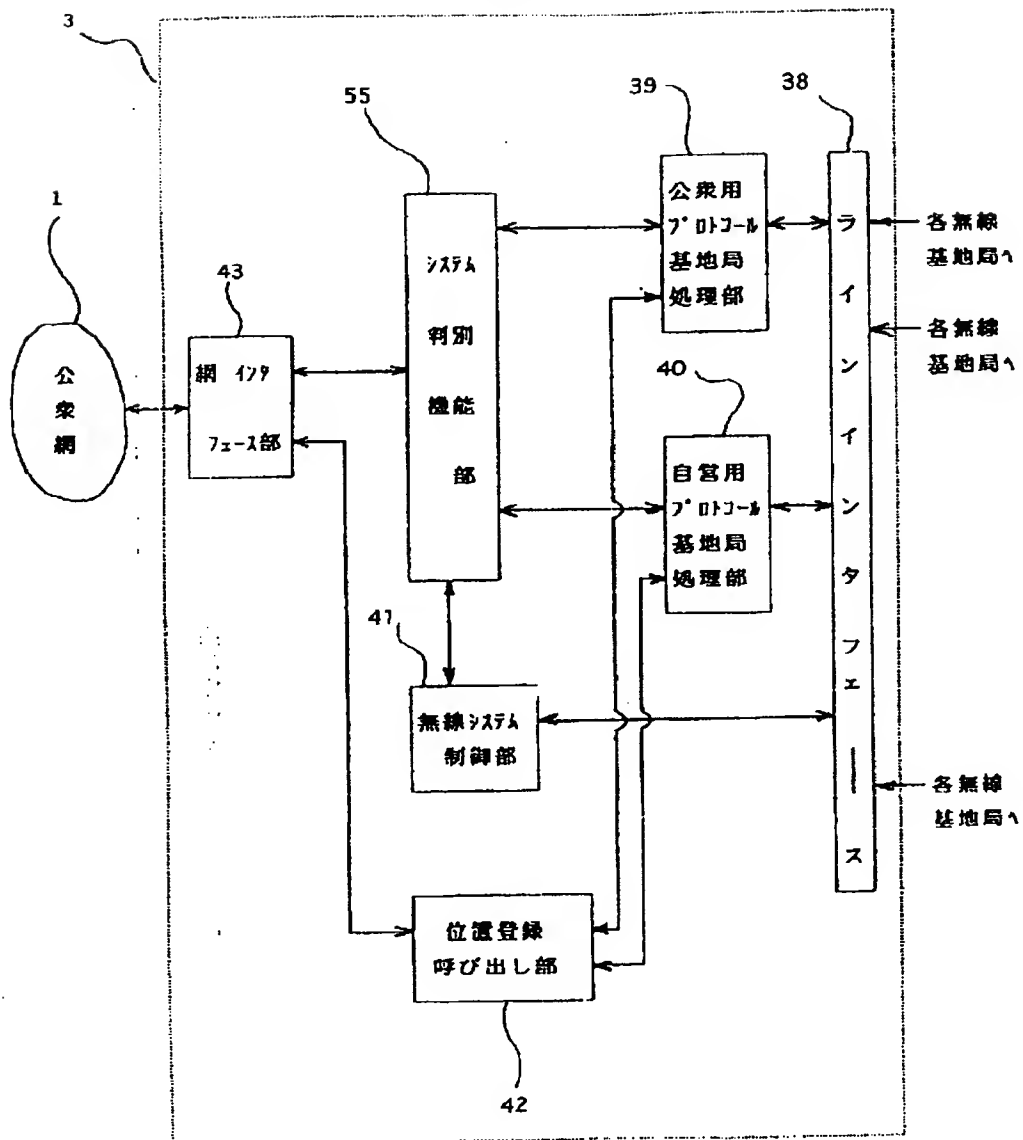 3
39
38
55
1
43
公衆網
網 インタ
フェース部
システム
判別
機能
部
公衆用
プロトコール
基地局
処理部
40
自営用
プロトコール
基地局
処理部
ラインインタフェース
各無線
基地局へ
各無線
基地局へ
各無線
基地局へ
41
無線システム
制御部
位置登録
呼び出し部
42